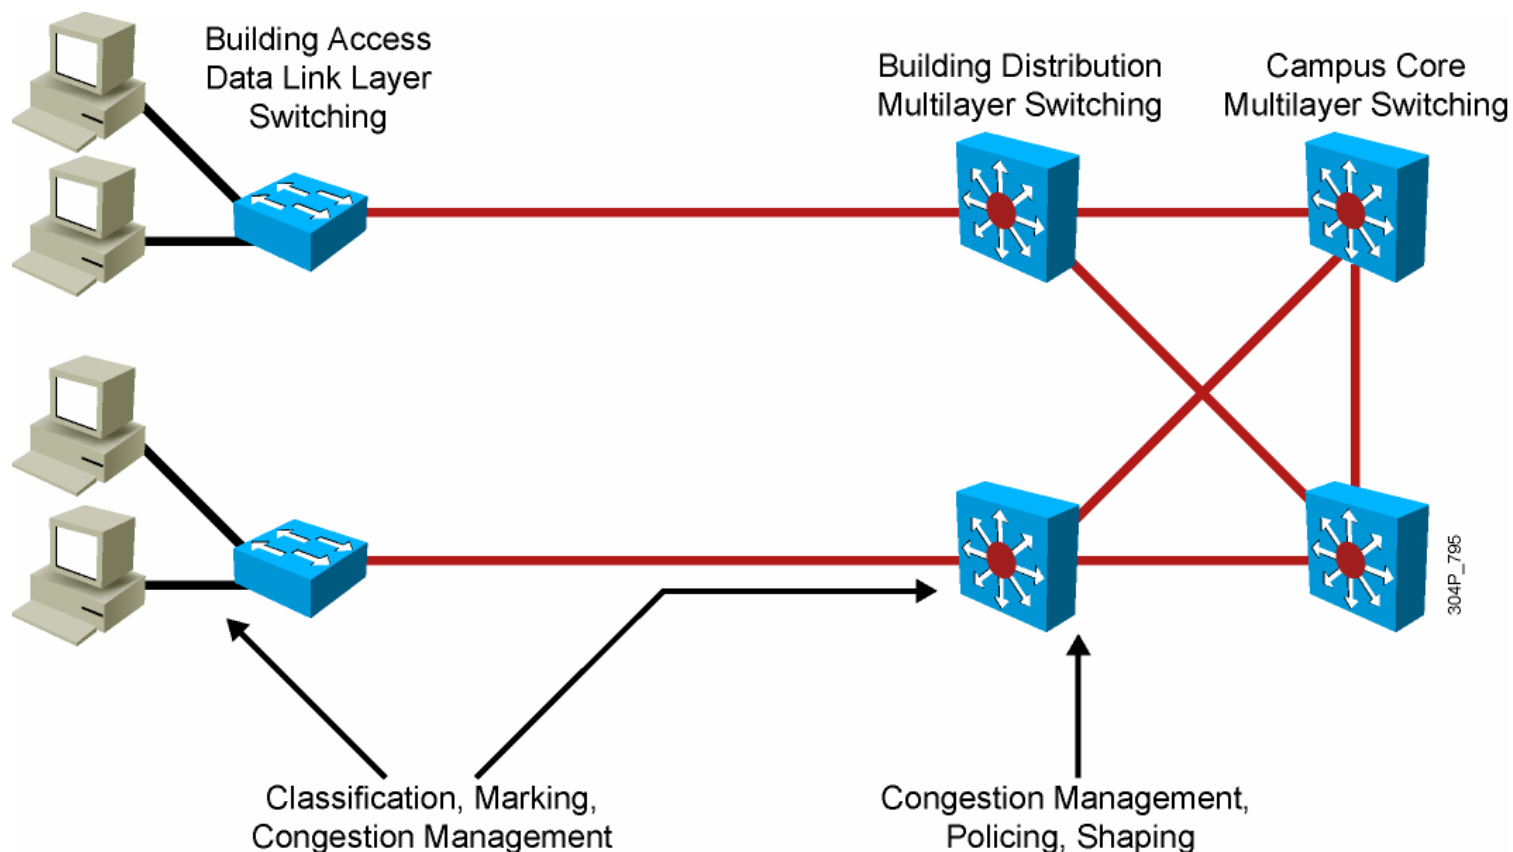 Building Access
Data Link Layer
Switching
Building Distribution
Multilayer Switching
Campus Core
Multilayer Switching
304P_795
Classification, Marking,
Congestion Management
Congestion Management,
Policing, Shaping